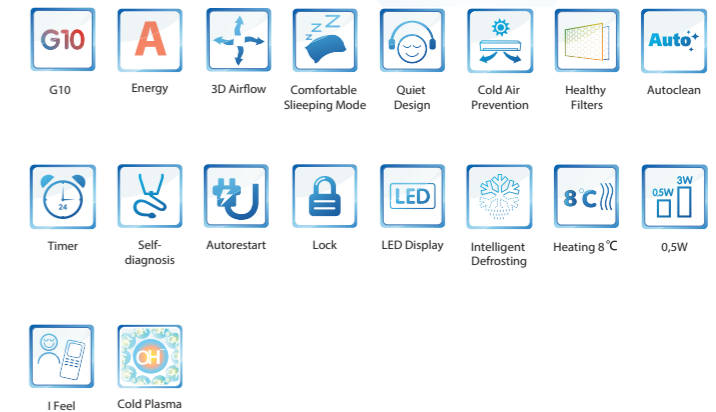 G10
A
Z Z Z
Auto
G10
Energy
3D Airflow
Comfortable
Slieeping Mode
Quiet
Design
Cold Air
Prevention
Healthy
Filters
Autoclean
24
LED
8°C
0,5W
3W
Timer
Self-
diagnosis
Autorestart
Lock
LED Display
Intelligent
Defrosting
Heating 8℃
0,5W
OH
I Feel
Cold Plasma